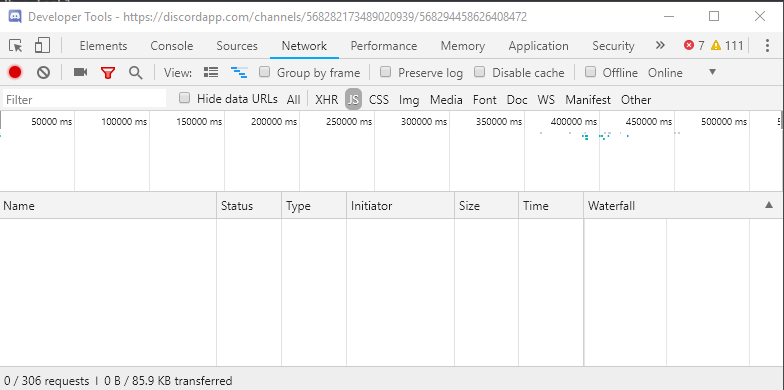 Developer Tools - https://discordapp.com/channels/568282173489020939/568294458626408472
Elements Console Sources Network Performance Memory Application Security » 7 111
View: Group by frame Preserve log Disable cache Offline Online
Filter Hide data URLs All XHR JS CSS Img Media Font Doc WS Manifest Other
50000 ms 100000 ms 150000 ms 200000 ms 250000 ms 300000 ms 350000 ms 400000 ms 450000 ms 500000 ms
Name Status Type Initiator Size Time Waterfall
0 / 306 requests | 0 B / 85.9 KB transferred